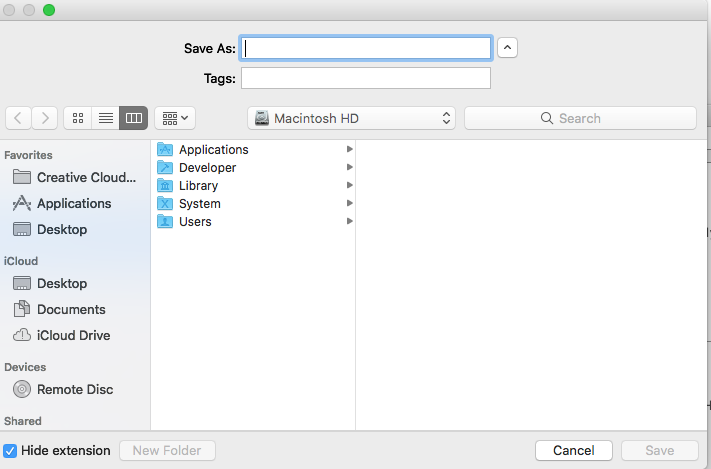 Save As:
Tags:
Macintosh HD
Search
Favorites
Creative Cloud...
Applications
Desktop
iCloud
Desktop
Documents
iCloud Drive
Devices
Remote Disc
Shared
Applications
Developer
Library
System
Users
Hide extension
New Folder
Cancel
Save